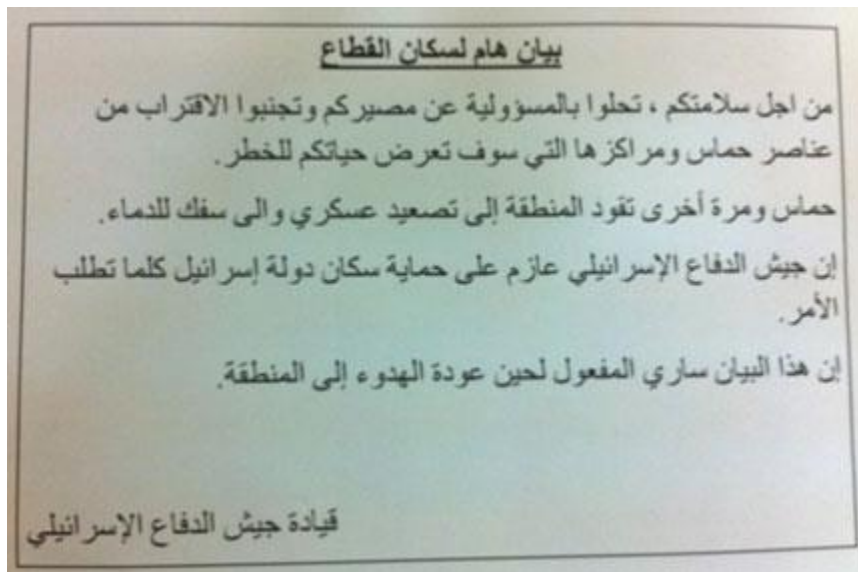 بيان هام لسكان القطاع
من اجل سلامتكم ، تحلوا بالمسؤولية عن مصيركم وتجنبوا الاقتراب من
عناصر حماس ومراكزها التي سوف تعرض حياتكم للخطر.
حماس ومرة أخرى تقود المنطقة إلى تصعيد عسكري والى سفك للدماء.
إن جيش الدفاع الإسرائيلي عازم على حماية سكان دولة إسرائيل كلما تطلب
الأمر.
إن هذا البيان ساري المفعول لحين عودة الهدوء إلى المنطقة.
قيادة جيش الدفاع الإسرائيلي